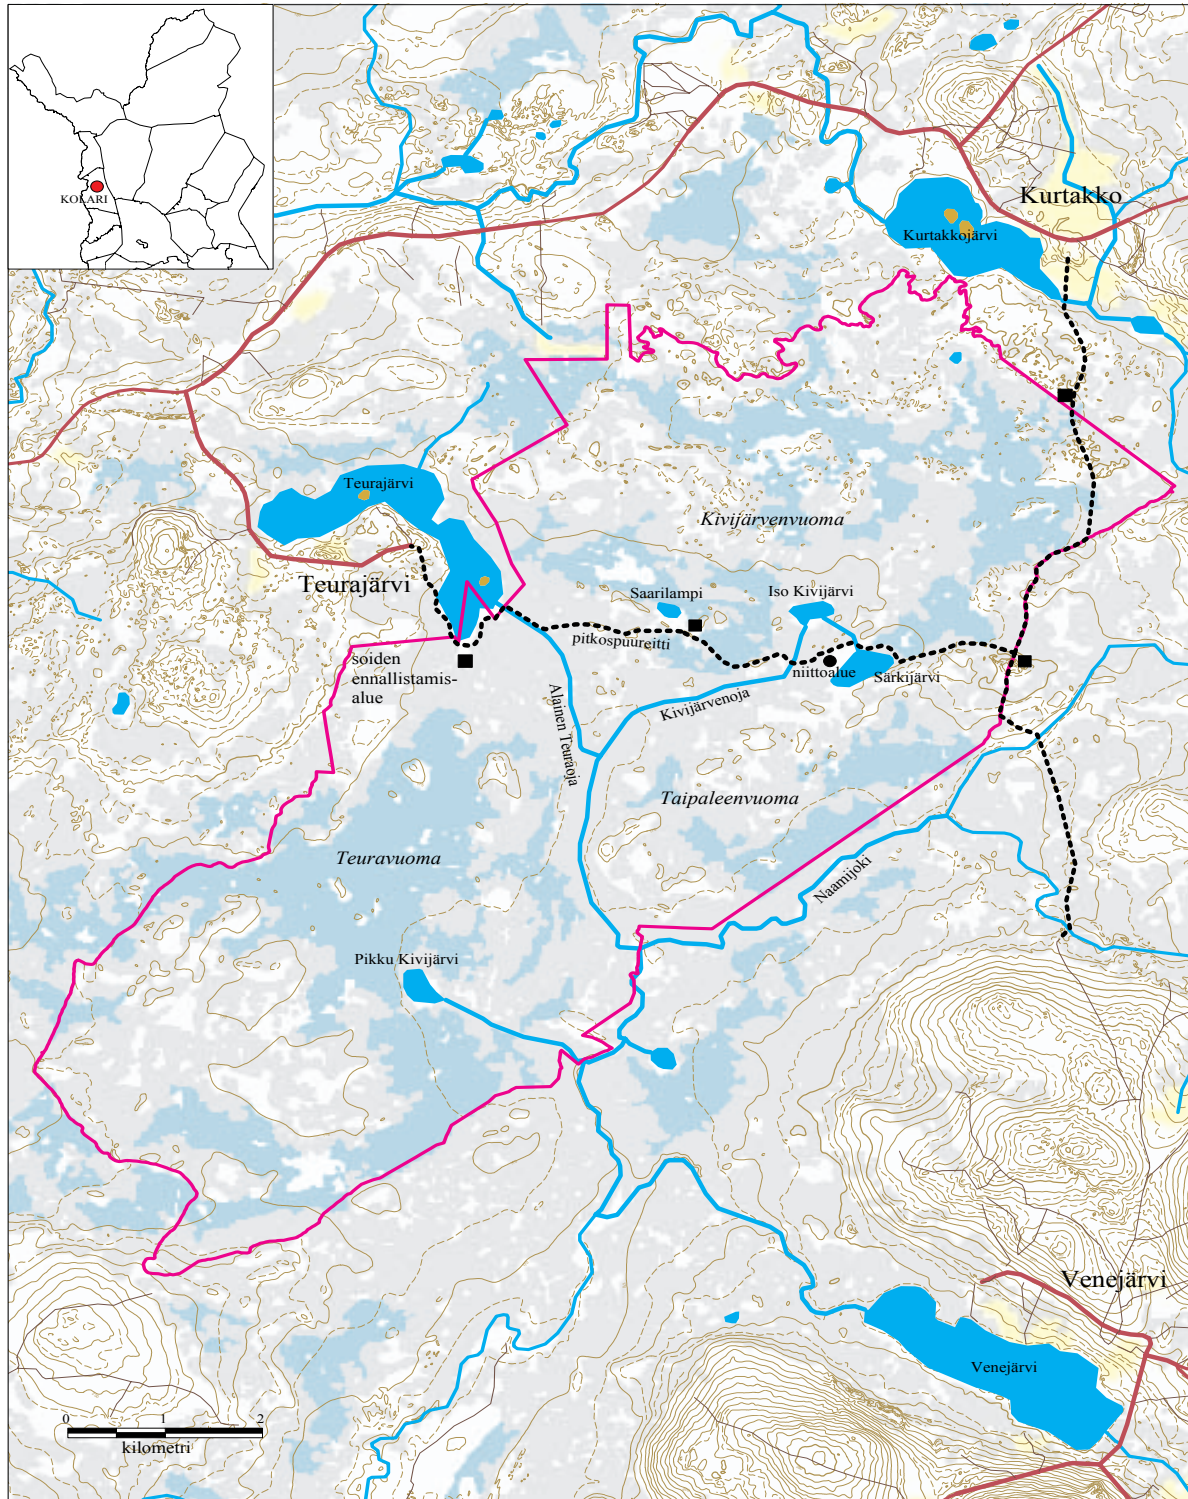 KOLARI
Kurtakko
Kurtakkojärvi
Teurajärvi
Kivijärvenvuoma
Teurajärvi
Saarilampi
Iso Kivijärvi
pitkospuureitti
soiden
ennallistamis-
alue
niittoalue
Särkijärvi
Kivijärvenoja
Alainen Teuraoja
Taipaleenvuoma
Teuravuoma
Naamijoki
Pikku Kivijärvi
Venejärvi
Venejärvi
0 1 2
kilometri